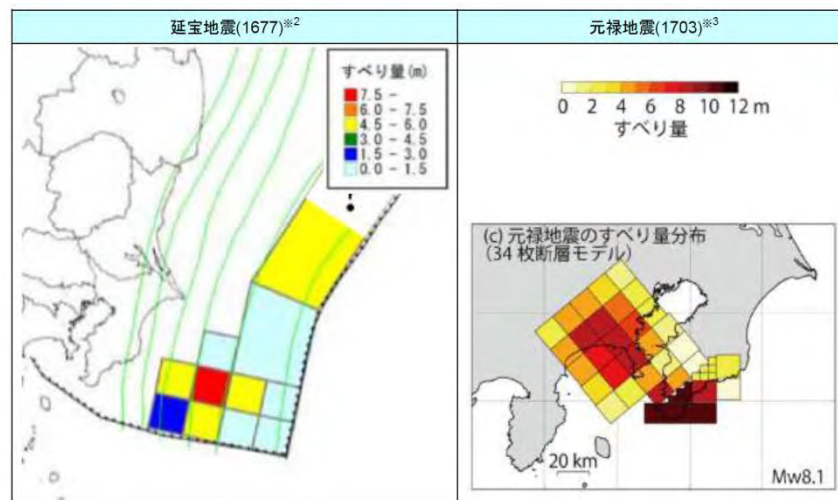 延宝地震(1677)※2
元禄地震(1703)※3
すべり量(m)
7.5 -
6.0 - 7.5
4.5 - 6.0
3.0 - 4.5
1.5 - 3.0
0.0 - 1.5
0 2 4 6 8 10 12 m
すべり量
(c) 元禄地震のすべり量分布
(34 枚断層モデル)
20 km
Mw8.1